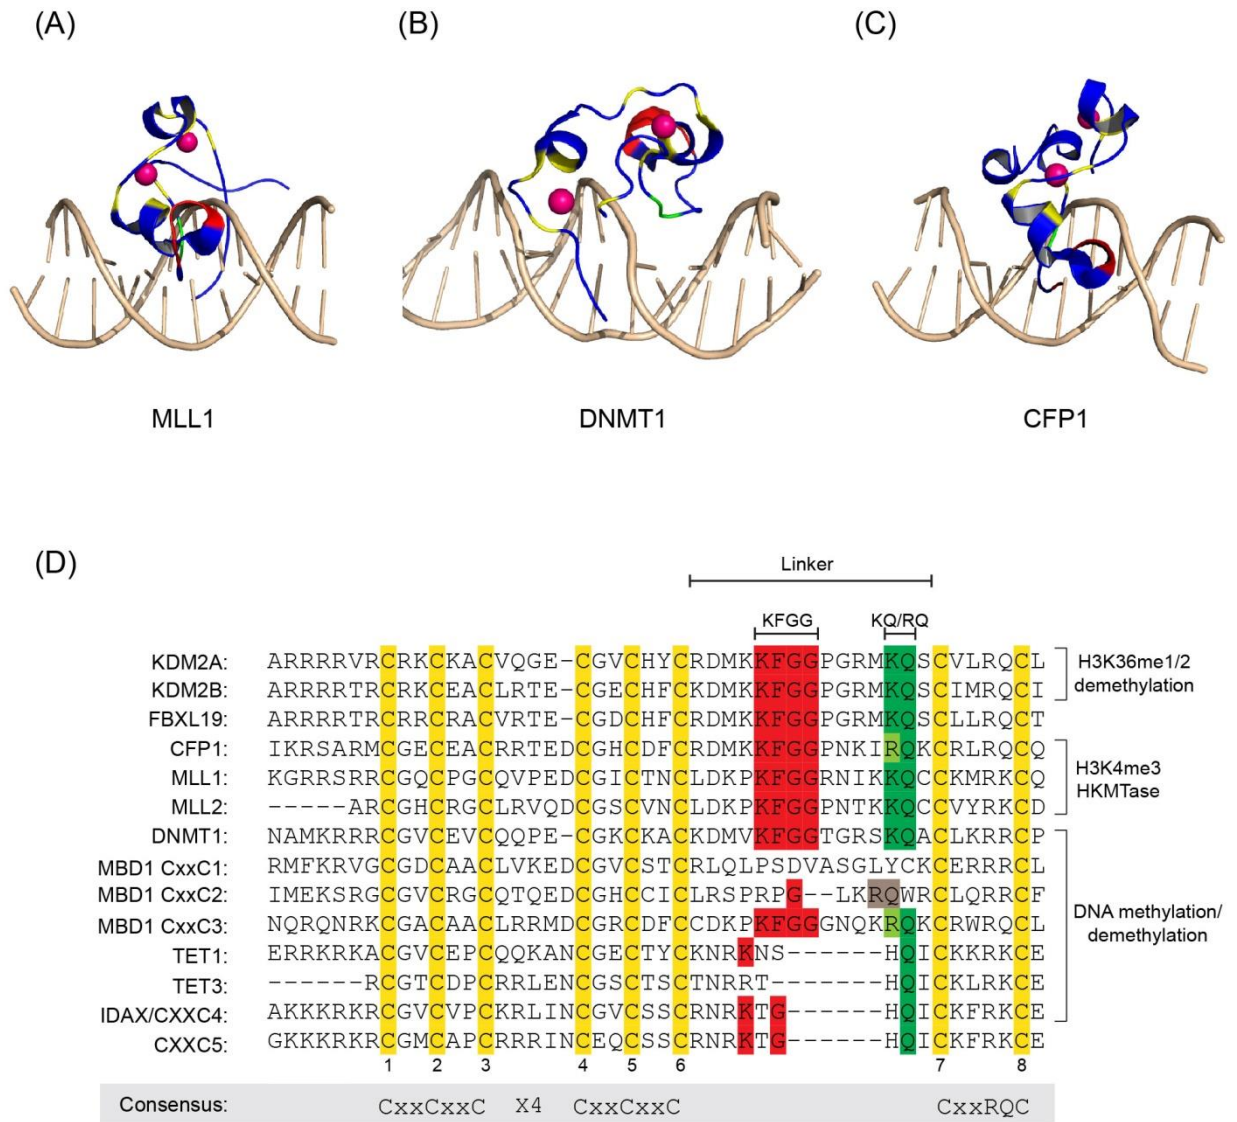 (A)
(B)
(C)
MLL1
DNMT1
CFP1
(D)
Linker
KFGG
KQ/RQ
KDM2A: ARRRRVRCRKCKACVQGE-CGVCHYCRDMKKFGGPGRMKQSCVLRQCL
KDM2B: ARRRRTRCRKCEACLRTE-CGECHFCKDMKKFGGPGRMKQSCIMRQCI
H3K36me1/2
demethylation
FBXL19: ARRRRTRCRRCRACVRTE-CGDCHFCRDMKKFGGPGRMKQSCLLRQCT
CFP1: IKRSARMCGECEACRRTEDCGHCDFCRDMKKFGGPNKIRQKCRLRQCQ
MLL1: KGRRSRRCGQCPGCQVPEDCGICTNCLDKPKFGGRNIKKQCCKMRKCQ
MLL2: -----ARCGHCRGCLRVQDCGSCVNCLDKPKFGGPNTKKQCCVYRKCD
H3K4me3
HKMTase
DNMT1: NAMKRRRCGVCEVCQQPE-CGKCKACKDMVKFGGTGRSKQACLKRRCP
MBD1 CxxC1: RMFKRVGCGDCAACLVKEDCGVCSTCRLQLPSDVASGLYCKCERRRCL
MBD1 CxxC2: IMEKSRGCGVCRGCQTQEDCGHCCICLRSPRPG--LKRQWRCLQRRCF
MBD1 CxxC3: NQRQNRKCGACAACLRRMDCGRCDFCCDKPKFGGGNQKRQKCRWRQCL
TET1: ERRKRKACGVCEPCQQKANCGECTYCKNRKNS------HQICKKRKCE
TET3: ------RCGTCDPCRRLENCGSCTSCTNRRT-------HQICKLRKCE
IDAX/CXXC4: AKKKRKRCGVCVPCKRLINCGVCSSCRNRKTG------HQICKFRKCE
DNA methylation/
demethylation
CXXC5: GKKKRKRCGMCAPCRRRINCEQCSSCRNRKTG------HQICKFRKCE
1 2 3 4 5 6 7 8
Consensus: CxxCxxC X4 CxxCxxC CxxRQC